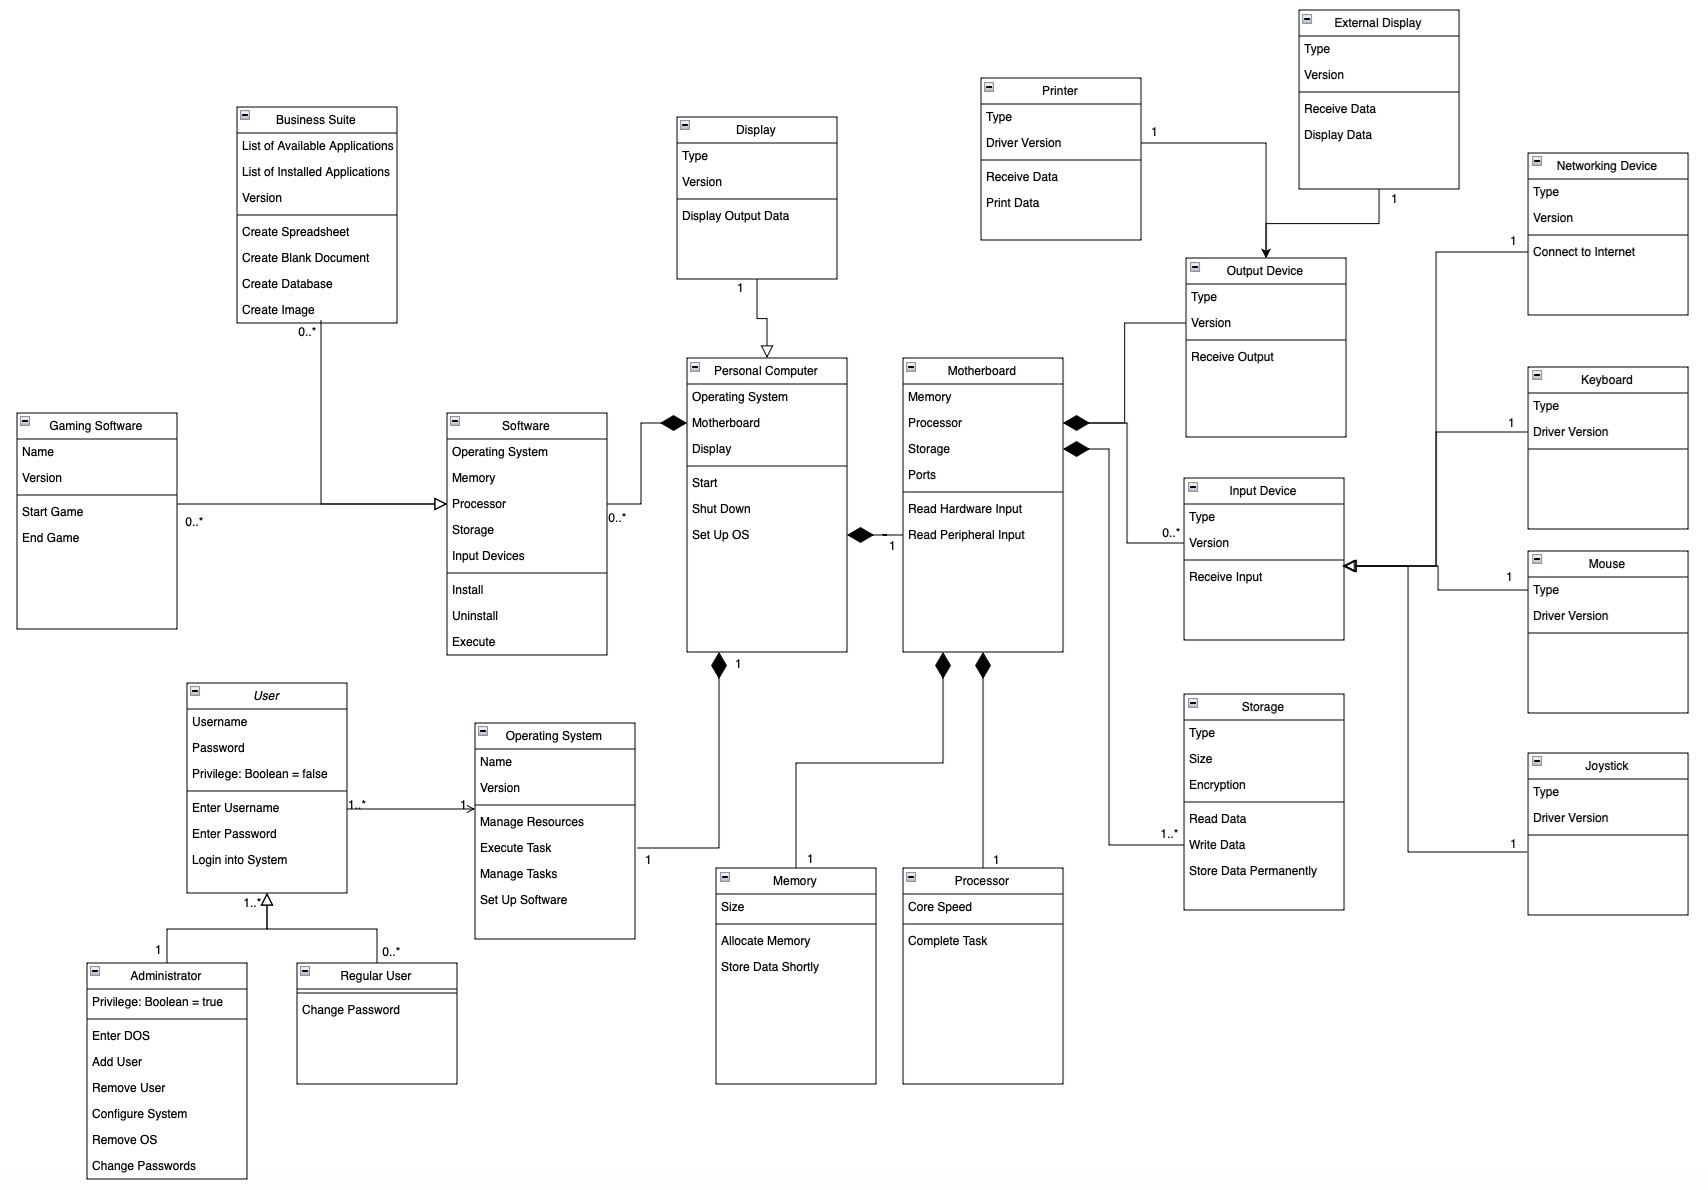 External Display
Type
Version
Receive Data
Display Data
1
Printer
Type
Driver Version
Receive Data
Print Data
1
Business Suite
List of Available Applications
List of Installed Applications
Version
Create Spreadsheet
Create Blank Document
Create Database
Create Image
0..*
Display
Type
Version
Display Output Data
1
Networking Device
Type
Version
Connect to Internet
1
Output Device
Type
Version
Receive Output
Personal Computer
Operating System
Motherboard
Display
Start
Shut Down
Set Up OS
1
Motherboard
Memory
Processor
Storage
Ports
Read Hardware Input
Read Peripheral Input
1
Keyboard
Type
Driver Version
1
Gaming Software
Name
Version
Start Game
End Game
0..*
Software
Operating System
Memory
Processor
Storage
Input Devices
Install
Uninstall
Execute
0..*
Input Device
Type
Version
Receive Input
0..*
Mouse
Type
Driver Version
1
User
Username
Password
Privilege: Boolean = false
Enter Username
Enter Password
Login into System
1..*
1
1..*
Operating System
Name
Version
Manage Resources
Execute Task
Manage Tasks
Set Up Software
1
Storage
Type
Size
Encryption
Read Data
Write Data
Store Data Permanently
1..*
Joystick
Type
Driver Version
1
Memory
Size
Allocate Memory
Store Data Shortly
1
Processor
Core Speed
Complete Task
1
Administrator
Privilege: Boolean = true
Enter DOS
Add User
Remove User
Configure System
Remove OS
Change Passwords
1
Regular User
Change Password
0..*